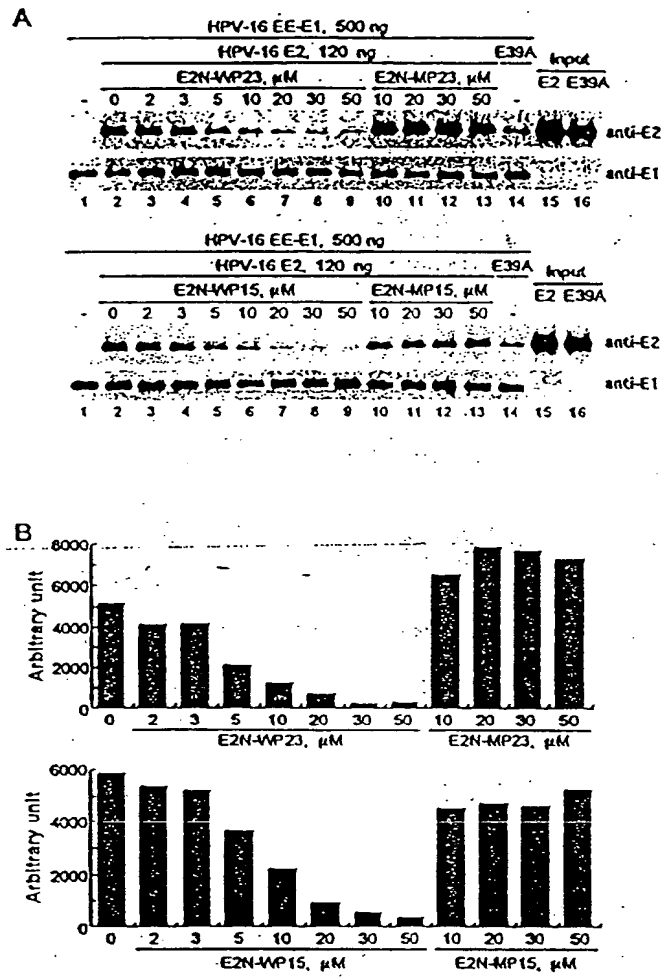 A
HPV-16 EE-E1, 500 ng
HPV-16 E2, 120 ng E39A Input
E2N-WP23, μM E2N-MP23, μM E2 E39A
- 0 2 3 5 10 20 30 50 10 20 30 50 -
anti-E2
anti-E1
1 2 3 4 5 6 7 8 9 10 11 12 13 14 15 16
HPV-16 EE-E1, 500 ng
HPV-16 E2, 120 ng E39A Input
E2N-WP15, μM E2N-MP15, μM E2 E39A
- 0 2 3 5 10 20 30 50 10 20 30 50 -
anti-E2
anti-E1
1 2 3 4 5 6 7 8 9 10 11 12 13 14 15 16
B
Arbitrary unit
8000
6000
4000
2000
0
0 2 3 5 10 20 30 50 10 20 30 50
E2N-WP23, μM E2N-MP23, μM
Arbitrary unit
6000
4000
2000
0
0 2 3 5 10 20 30 50 10 20 30 50
E2N-WP15, μM E2N-MP15, μM